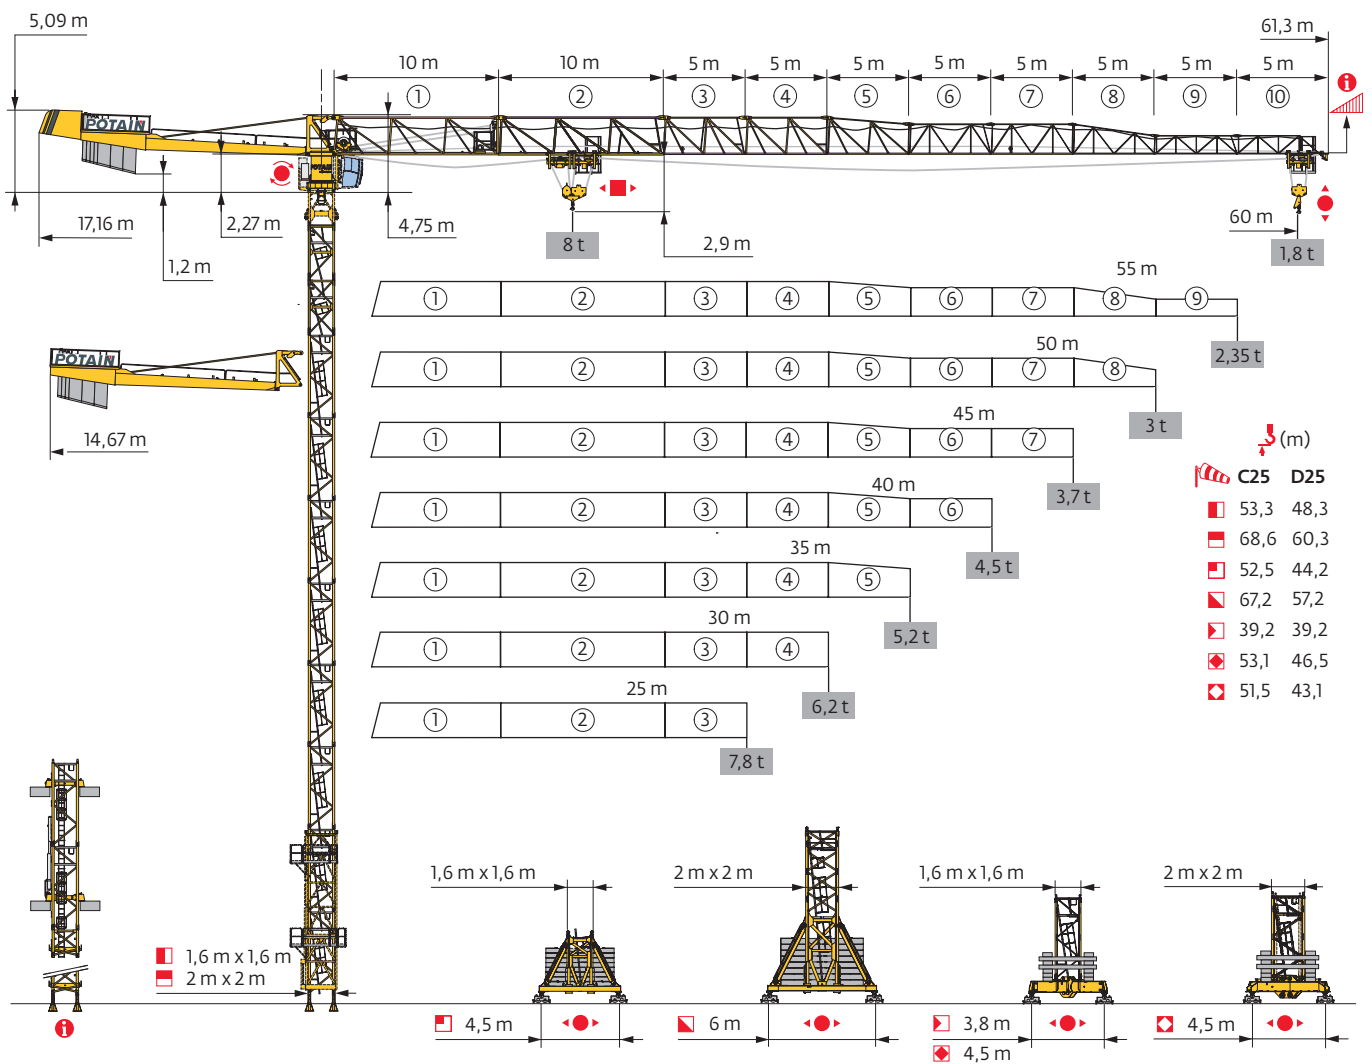 5,09 m
61,3 m
10 m 10 m 5 m 5 m 5 m 5 m 5 m 5 m 5 m 5 m
1 2 3 4 5 6 7 8 9 10
i
POTAIN
POTAIN
17,16 m
2,27 m
4,75 m
8 t
2,9 m
60 m
1,8 t
1,2 m
55 m
1 2 3 4 5 6 7 8 9
2,35 t
POTAIN
14,67 m
50 m
1 2 3 4 5 6 7 8
3 t
45 m
1 2 3 4 5 6 7
3,7 t
40 m
1 2 3 4 5 6
4,5 t
35 m
1 2 3 4 5
5,2 t
30 m
1 2 3 4
6,2 t
25 m
1 2 3
7,8 t
(m)
C25 D25
53,3 48,3
68,6 60,3
52,5 44,2
67,2 57,2
39,2 39,2
53,1 46,5
51,5 43,1
1,6 m x 1,6 m
2 m x 2 m
i
1,6 m x 1,6 m
4,5 m
2 m x 2 m
6 m
1,6 m x 1,6 m
3,8 m
4,5 m
2 m x 2 m
4,5 m